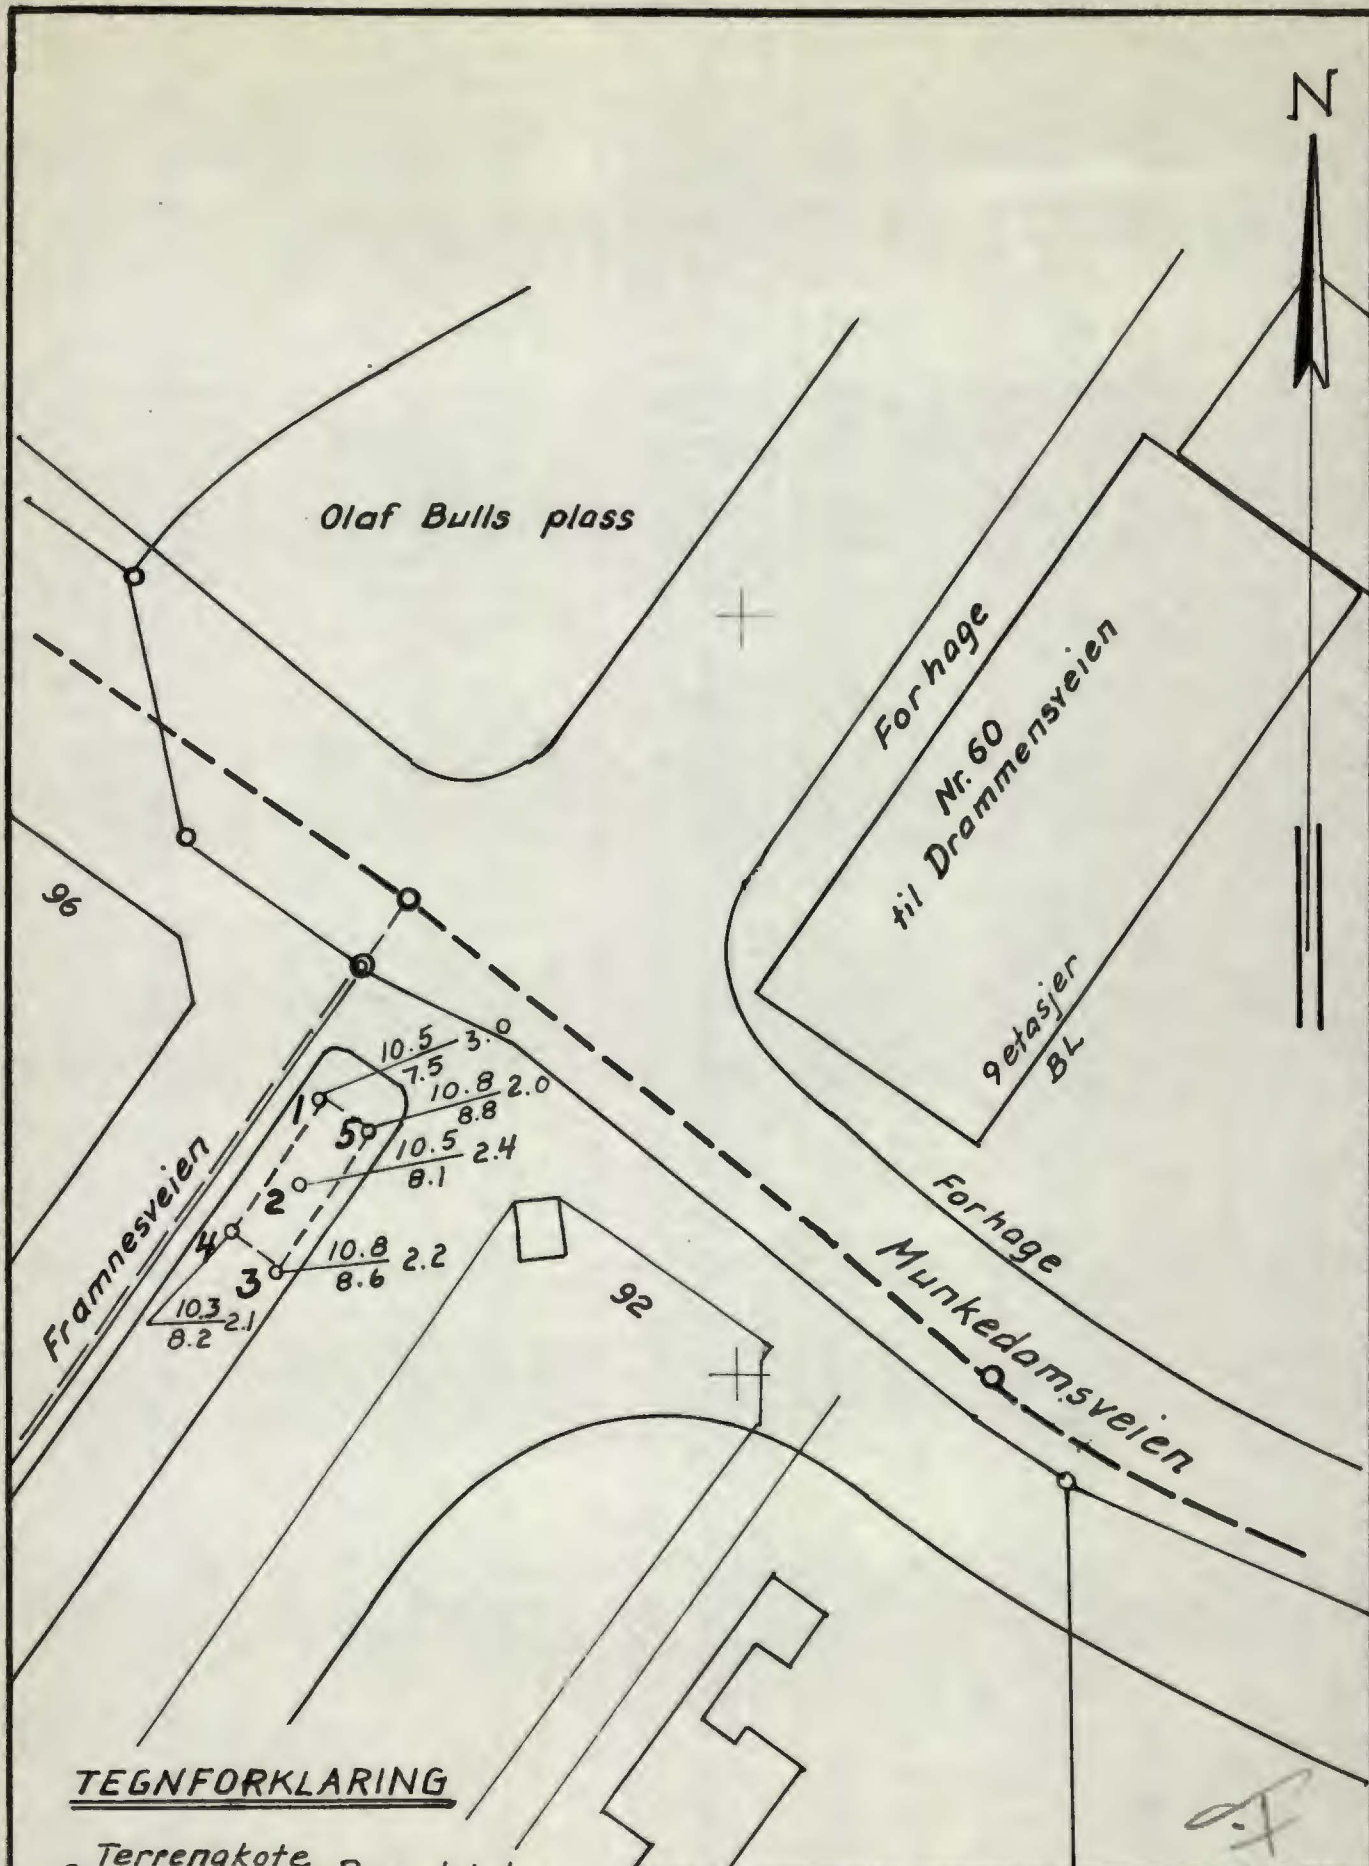 N
Olaf Bulls plass
Forhage
Nr. 60
til Drammensveien
9 etasjer
BL
96
10.5
7.5
3.
1
10.8
8.8
2.0
5
10.5
8.1
2.4
2
Framnesveien
4
3
10.8
8.6
2.2
10.3
8.2
2.1
Forhage
Munkedamsveien
92
TEGNFORKLARING
Terrengkote